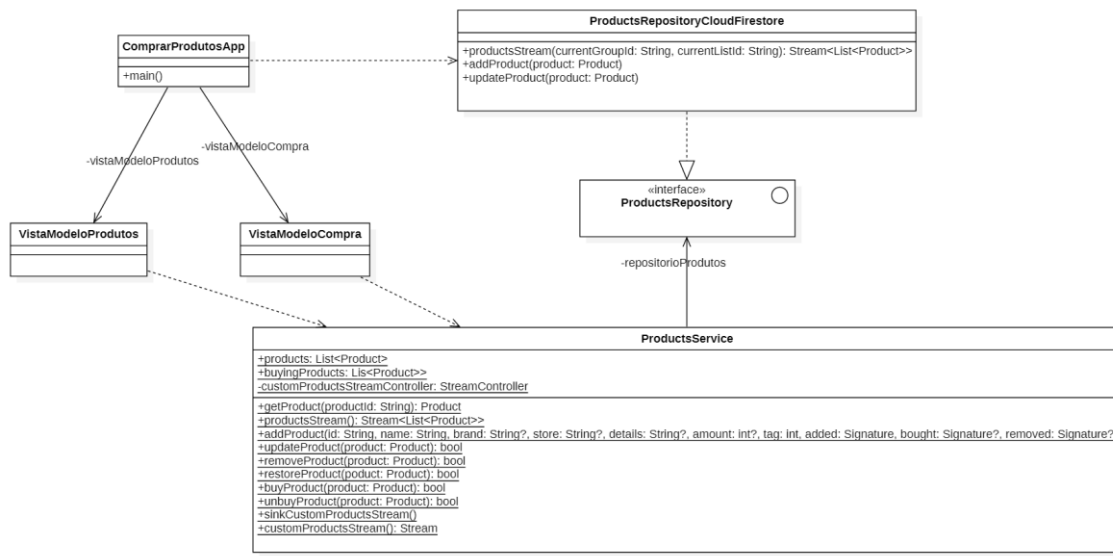 ComprarProdutosApp
+main()
ProductsRepositoryCloudFirestore
+productsStream(currentGroupId: String, currentListId: String): Stream<List<Product>>
+addProduct(product: Product)
+updateProduct(product: Product)
-vistaModeloProdutos
-vistaModeloCompra
«interface»
ProductsRepository
VistaModeloProdutos
VistaModeloCompra
-repositorioProdutos
ProductsService
+products: List<Product>
+buyingProducts: Lis<Product>>
-customProductsStreamController: StreamController
+getProduct(productId: String): Product
+productsStream(): Stream<List<Product>>
+addProduct(id: String, name: String, brand: String?, store: String?, details: String?, amount: int?, tag: int, added: Signature, bought: Signature?, removed: Signature?
+updateProduct(product: Product): bool
+removeProduct(product: Product): bool
+restoreProduct(poduct: Product): bool
+buyProduct(product: Product): bool
+unbuyProduct(product: Product): bool
+sinkCustomProductsStream()
+customProductsStream(): Stream